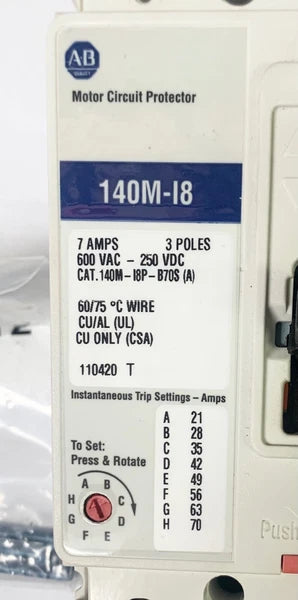 AB
QUALITY
Motor Circuit Protector
140M-I8
7 AMPS 3 POLES
600 VAC - 250 VDC
CAT.140M-I8P-B70S (A)
60/75 °C WIRE
CU/AL (UL)
CU ONLY (CSA)
110420 T
Instantaneous Trip Settings - Amps
A 21
B 28
C 35
D 42
E 49
F 56
G 63
H 70
To Set:
Press & Rotate
A B
H C
G D
F E
Push